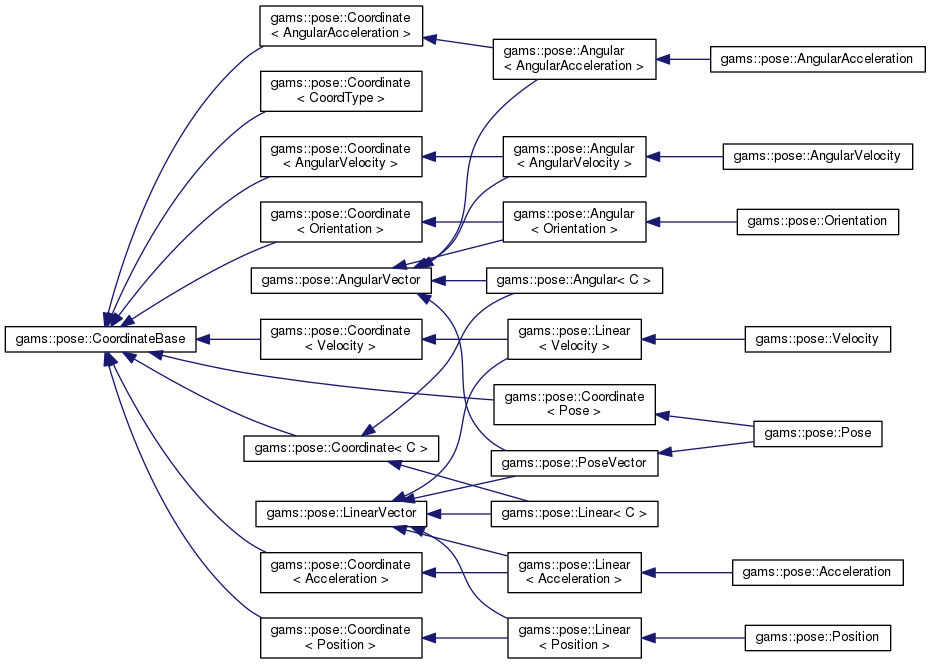 gams::pose::Coordinate
< AngularAcceleration >
gams::pose::Angular
< AngularAcceleration >
gams::pose::AngularAcceleration
gams::pose::Coordinate
< CoordType >
gams::pose::Coordinate
< AngularVelocity >
gams::pose::Angular
< AngularVelocity >
gams::pose::AngularVelocity
gams::pose::Coordinate
< Orientation >
gams::pose::Angular
< Orientation >
gams::pose::Orientation
gams::pose::AngularVector
gams::pose::Angular< C >
gams::pose::CoordinateBase
gams::pose::Coordinate
< Velocity >
gams::pose::Linear
< Velocity >
gams::pose::Velocity
gams::pose::Coordinate
< Pose >
gams::pose::Pose
gams::pose::Coordinate< C >
gams::pose::PoseVector
gams::pose::LinearVector
gams::pose::Linear< C >
gams::pose::Coordinate
< Acceleration >
gams::pose::Linear
< Acceleration >
gams::pose::Acceleration
gams::pose::Coordinate
< Position >
gams::pose::Linear
< Position >
gams::pose::Position